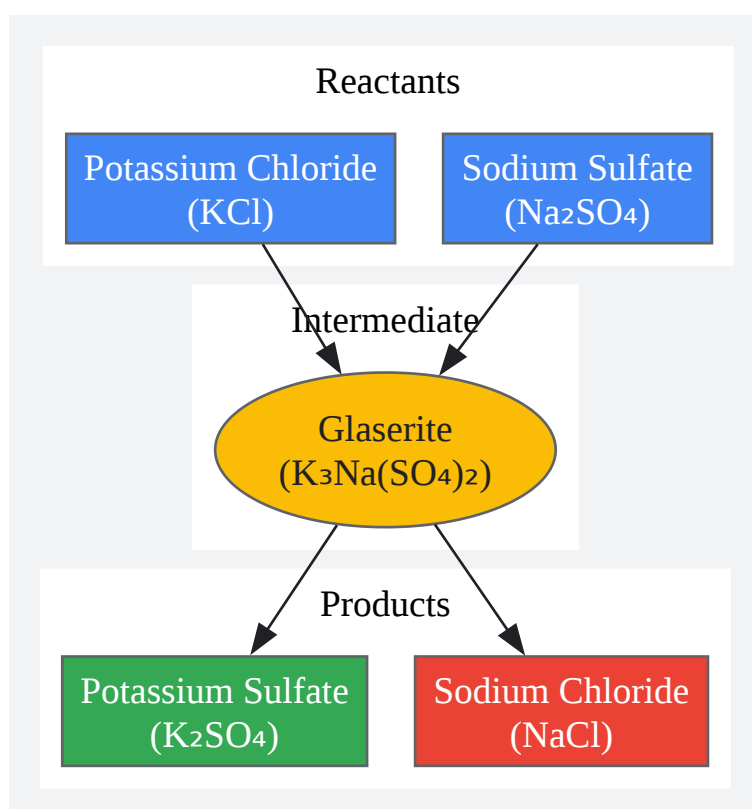 Reactants
Potassium Chloride
(KCl)
Sodium Sulfate
(Na₂SO₄)
Intermediate
Glaserite
(K₃Na(SO₄)₂)
Products
Potassium Sulfate
(K₂SO₄)
Sodium Chloride
(NaCl)